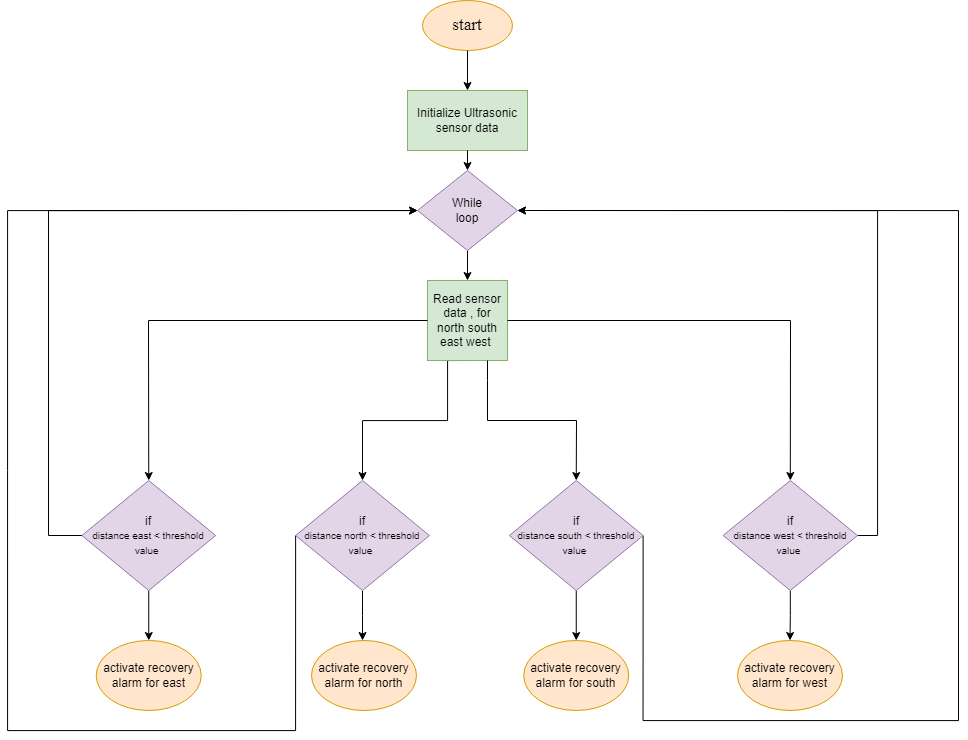 start
Initialize Ultrasonic
sensor data
While
loop
Read sensor
data , for
north south
east west
if
distance east < threshold
value
if
distance north < threshold
value
if
distance south < threshold
value
if
distance west < threshold
value
activate recovery
alarm for east
activate recovery
alarm for north
activate recovery
alarm for south
activate recovery
alarm for west